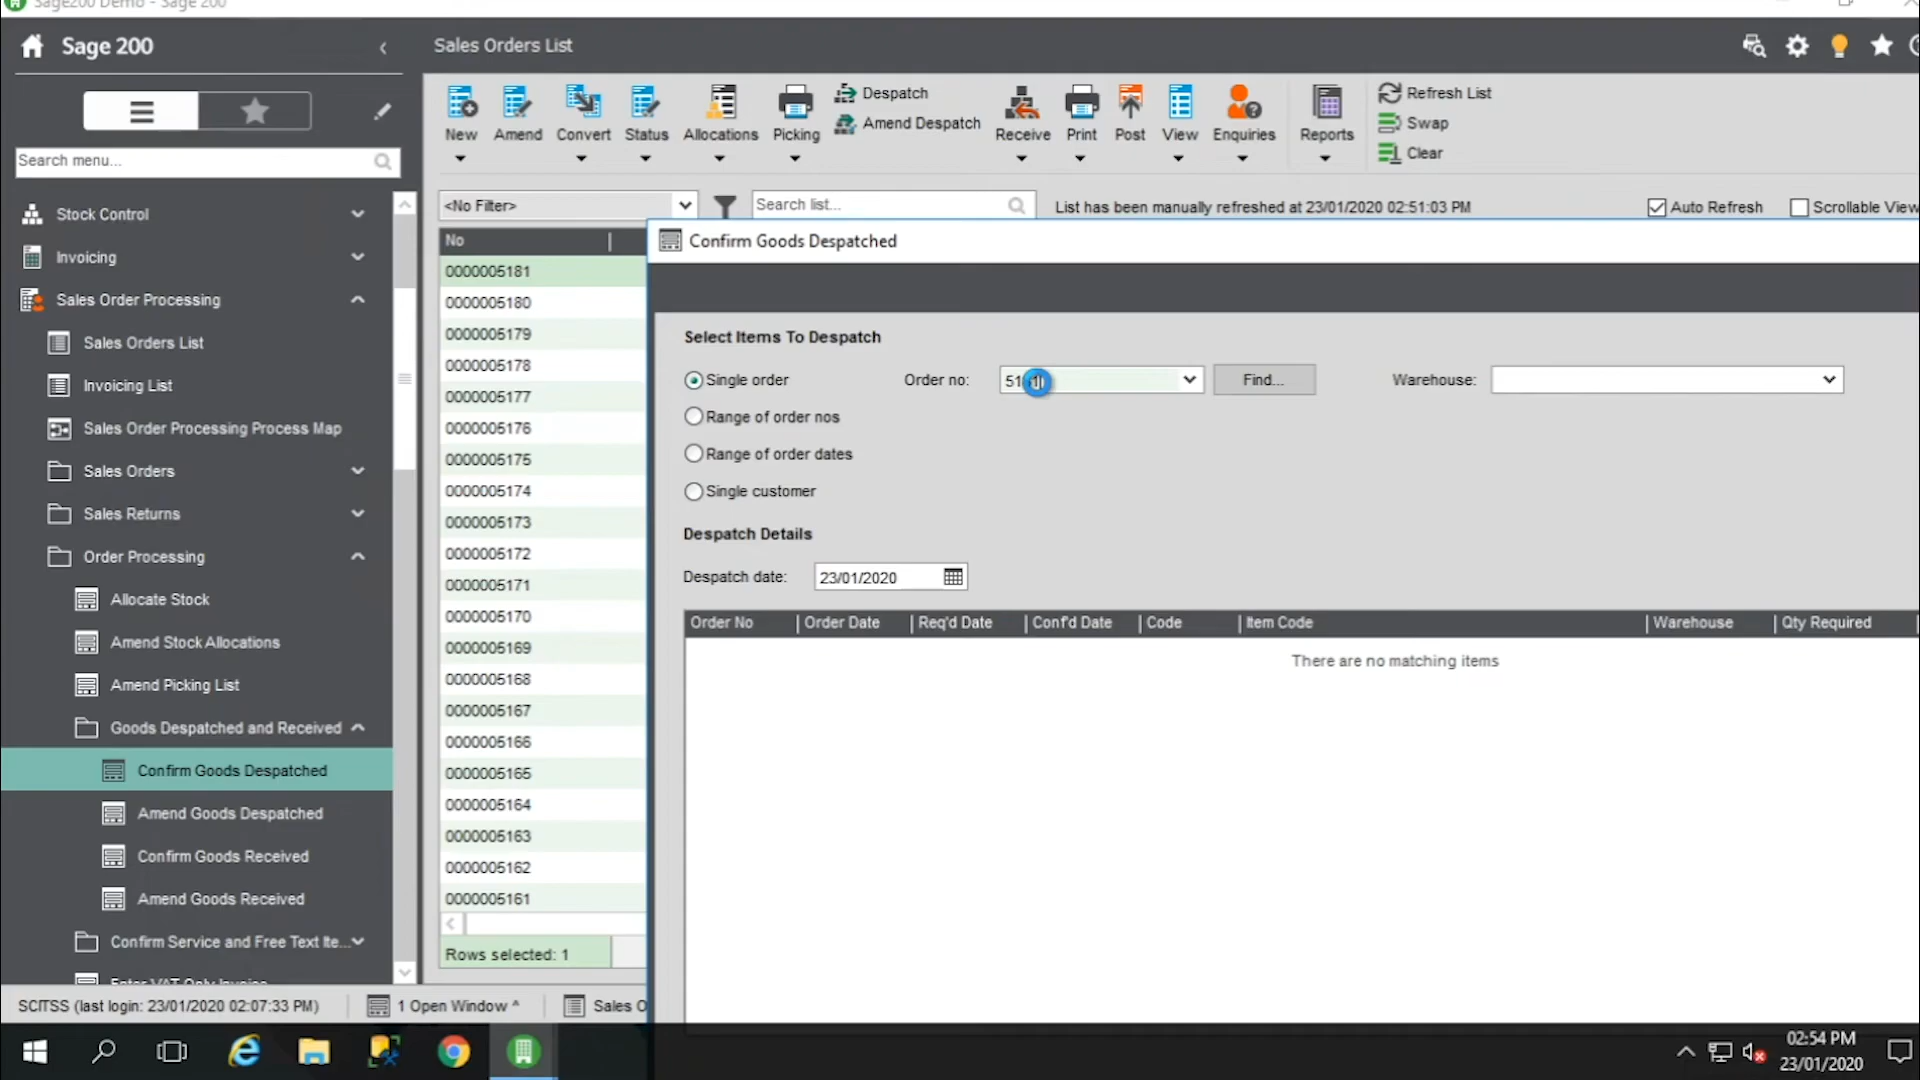 Sage200 Demo - Sage 200
Sage 200
Sales Orders List
New
Amend
Convert
Status
Allocations
Picking
Despatch
Amend Despatch
Receive
Print
Post
View
Enquiries
Reports
Refresh List
Swap
Clear
Search menu...
<No Filter>
Search list...
List has been manually refreshed at 23/01/2020 02:51:03 PM
Auto Refresh
Scrollable View
Stock Control
Invoicing
Sales Order Processing
Sales Orders List
Invoicing List
Sales Order Processing Process Map
Sales Orders
Sales Returns
Order Processing
Allocate Stock
Amend Stock Allocations
Amend Picking List
Goods Despatched and Received
Confirm Goods Despatched
Amend Goods Despatched
Confirm Goods Received
Amend Goods Received
Confirm Service and Free Text Ite...
Enter VAT Only Invoice
No
0000005181
0000005180
0000005179
0000005178
0000005177
0000005176
0000005175
0000005174
0000005173
0000005172
0000005171
0000005170
0000005169
0000005168
0000005167
0000005166
0000005165
0000005164
0000005163
0000005162
0000005161
Rows selected: 1
Confirm Goods Despatched
Select Items To Despatch
Single order
Order no:
Find...
Warehouse:
Range of order nos
Range of order dates
Single customer
Despatch Details
Despatch date:
23/01/2020
Order No
Order Date
Req'd Date
Conf'd Date
Code
Item Code
Warehouse
Qty Required
There are no matching items
SCITSS (last login: 23/01/2020 02:07:33 PM)
1 Open Window ^
Sales O
02:54 PM
23/01/2020